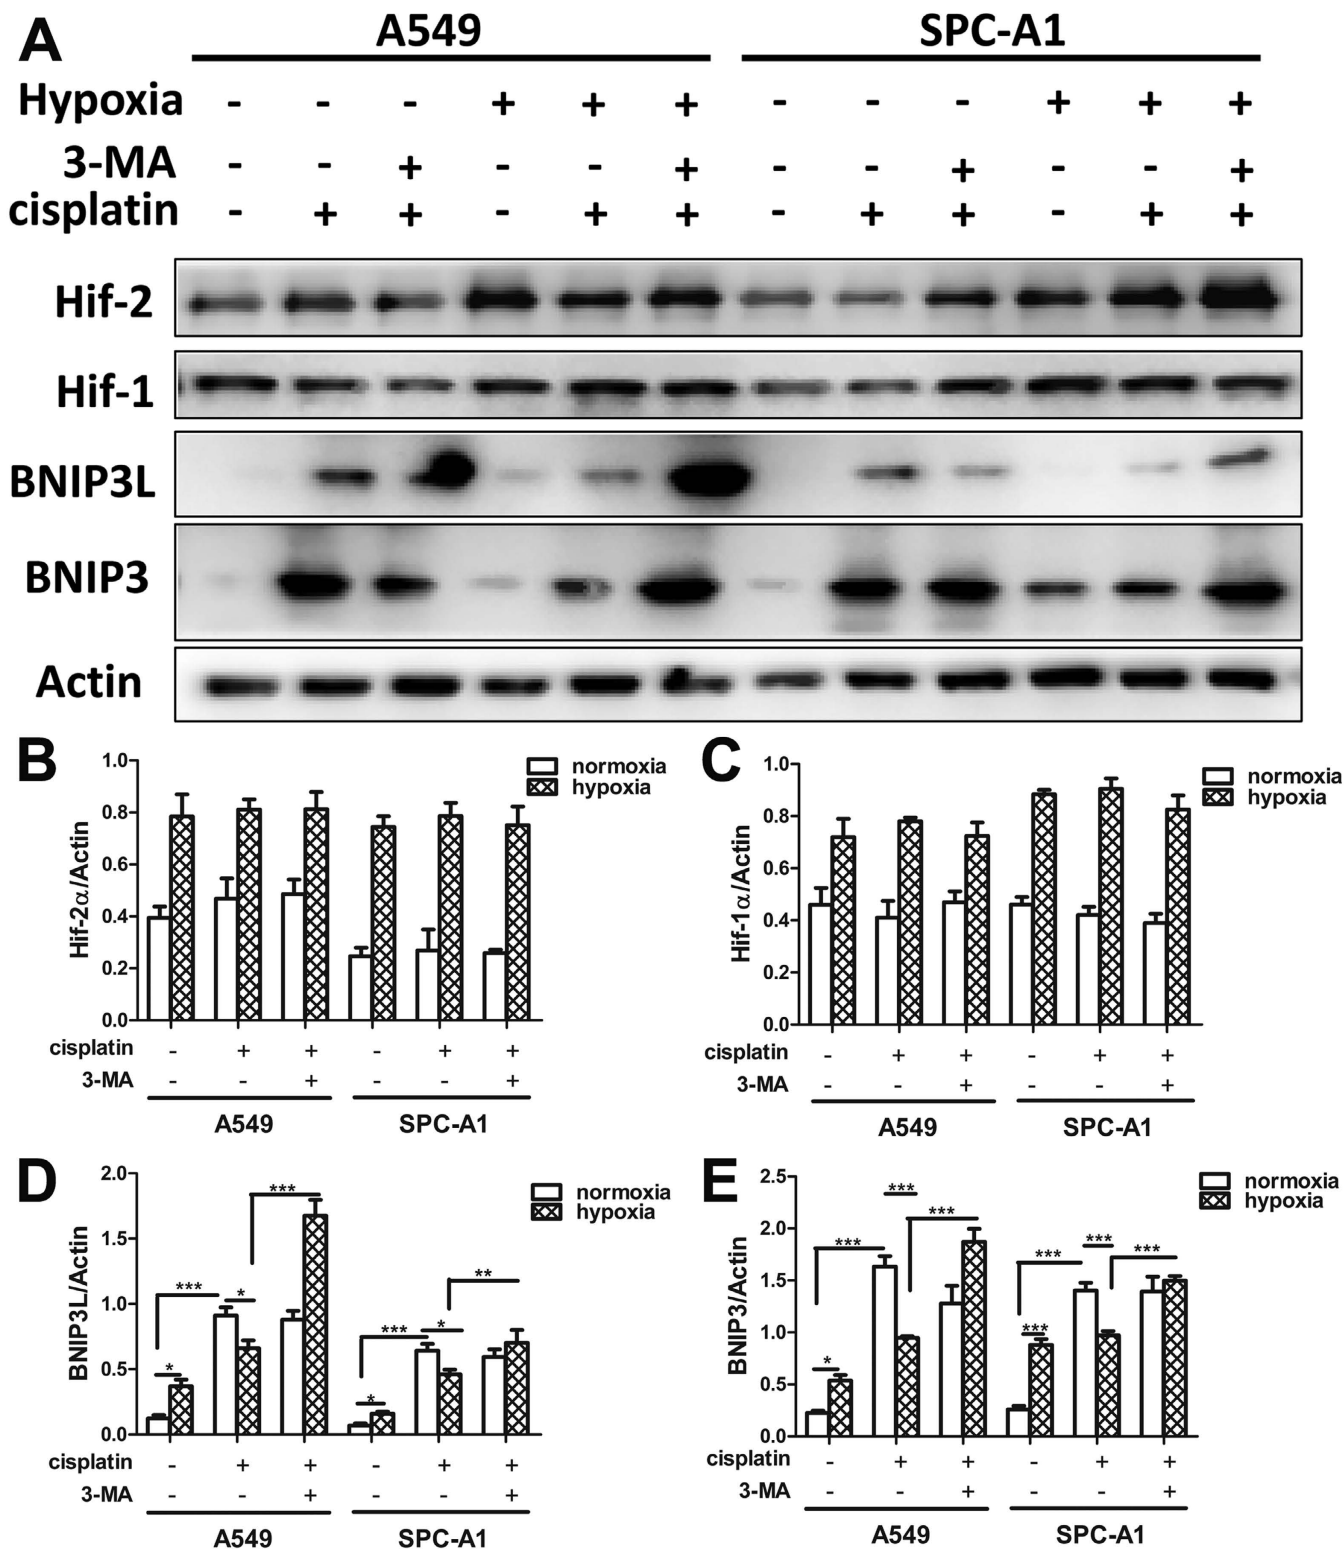 A
A549 SPC-A1
Hypoxia - - - + + + - - - + + +
3-MA - - + - - + - - + - - +
cisplatin - + + - + + - + + - + +
Hif-2
Hif-1
BNIP3L
BNIP3
Actin
B
Hif-2α/Actin
1.0
0.8
0.6
0.4
0.2
0.0
normoxia
hypoxia
cisplatin - + + - + +
3-MA - - + - - +
A549 SPC-A1
C
Hif-1α/Actin
1.0
0.8
0.6
0.4
0.2
0.0
normoxia
hypoxia
cisplatin - + + - + +
3-MA - - + - - +
A549 SPC-A1
D
BNIP3L/Actin
2.0
1.5
1.0
0.5
0.0
normoxia
hypoxia
***
**
*** *
*** *
*
*
cisplatin - + + - + +
3-MA - - + - - +
A549 SPC-A1
E
BNIP3/Actin
2.5
2.0
1.5
1.0
0.5
0.0
normoxia
hypoxia
***
***
*** ***
*** ***
***
*
cisplatin - + + - + +
3-MA - - + - - +
A549 SPC-A1